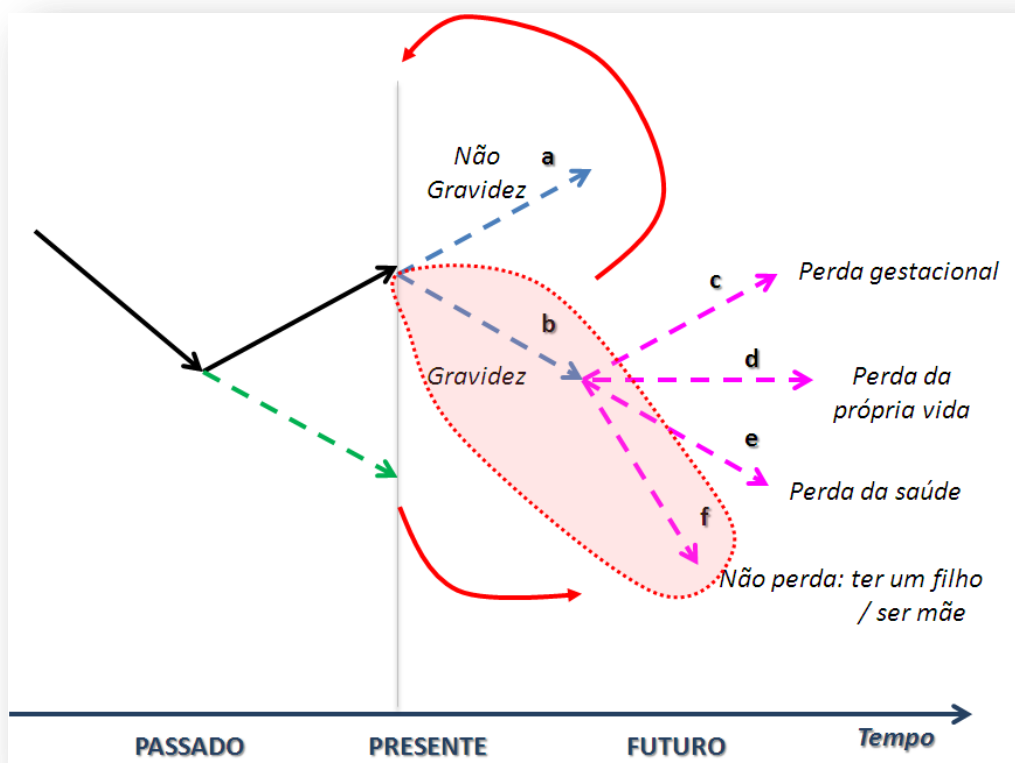 Não
Gravidez
a
b
Gravidez
c
Perda gestacional
d
Perda da
própria vida
e
Perda da saúde
f
Não perda: ter um filho
/ ser mãe
PASSADO
PRESENTE
FUTURO
Tempo